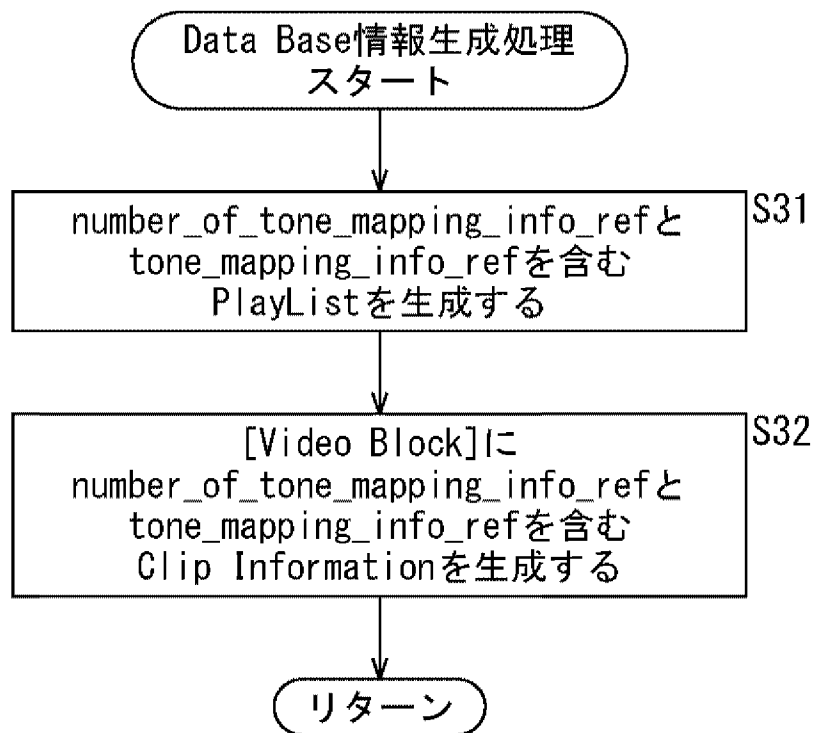 Data Base情報生成処理
スタート
number_of_tone_mapping_info_refと
tone_mapping_info_refを含む
PlayListを生成する
S31
[Video Block]に
number_of_tone_mapping_info_refと
tone_mapping_info_refを含む
Clip Informationを生成する
S32
リターン